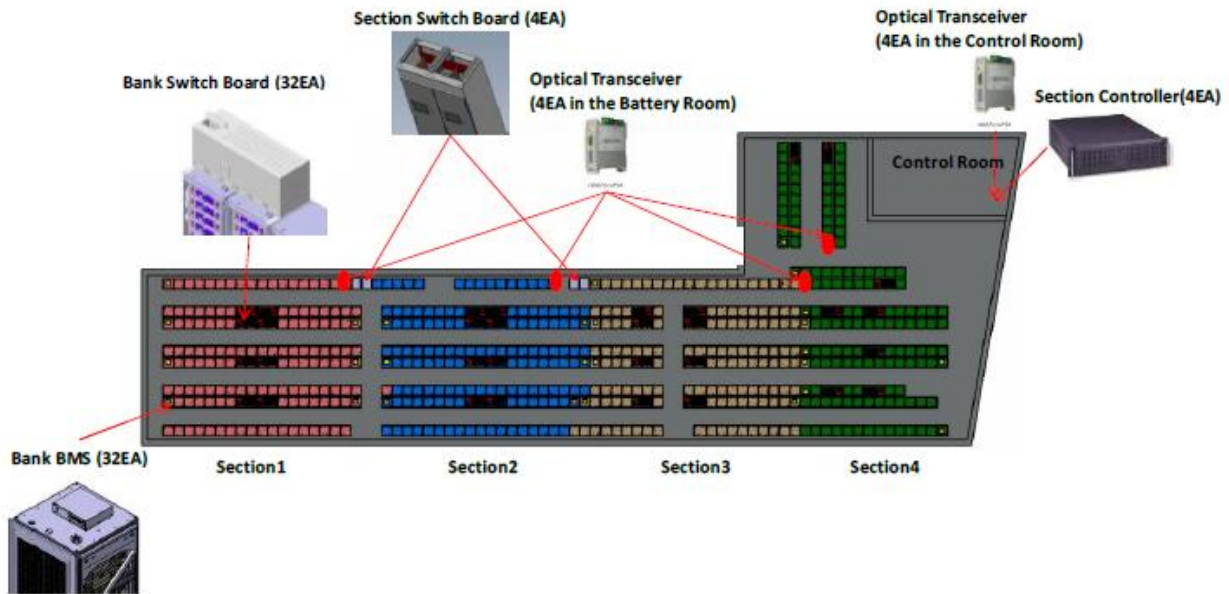 Section Switch Board (4EA)
Optical Transceiver
(4EA in the Control Room)
Bank Switch Board (32EA)
Optical Transceiver
(4EA in the Battery Room)
Section Controller(4EA)
Control Room
Bank BMS (32EA)
Section1
Section2
Section3
Section4